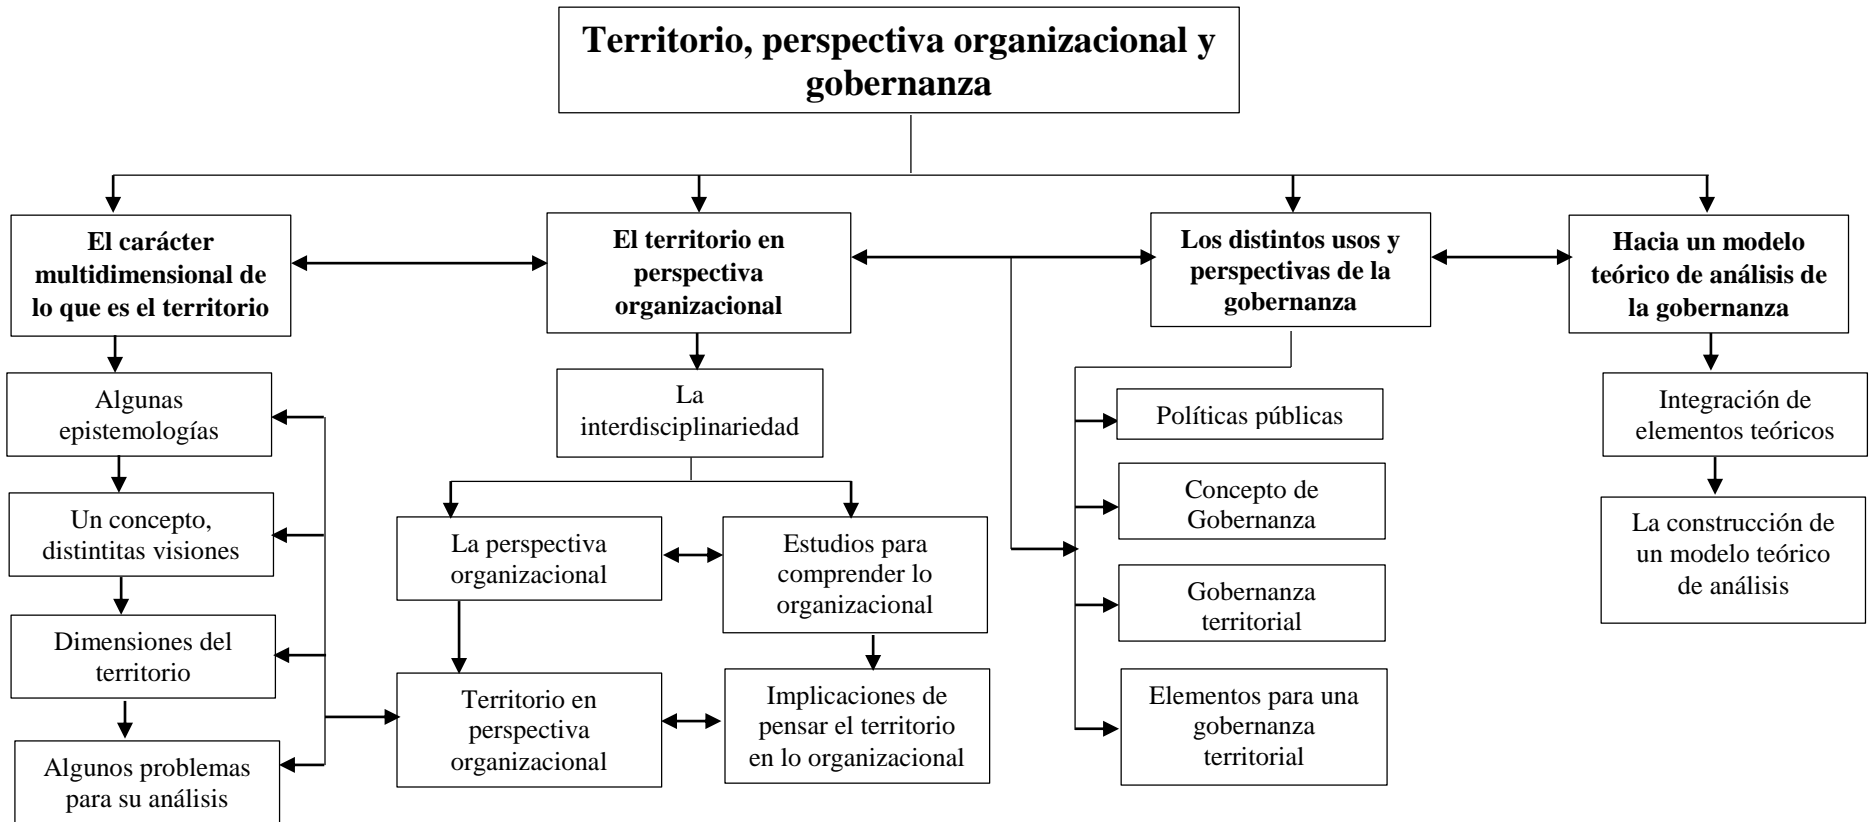 Territorio, perspectiva organizacional y
gobernanza
El carácter
multidimensional de
lo que es el territorio
El territorio en
perspectiva
organizacional
Los distintos usos y
perspectivas de la
gobernanza
Hacia un modelo
teórico de análisis de
la gobernanza
Algunas
epistemologías
Un concepto,
distintitas visiones
Dimensiones del
territorio
Algunos problemas
para su análisis
La
interdisciplinariedad
La perspectiva
organizacional
Estudios para
comprender lo
organizacional
Territorio en
perspectiva
organizacional
Implicaciones de
pensar el territorio
en lo organizacional
Políticas públicas
Concepto de
Gobernanza
Gobernanza
territorial
Elementos para una
gobernanza
territorial
Integración de
elementos teóricos
La construcción de
un modelo teórico
de análisis